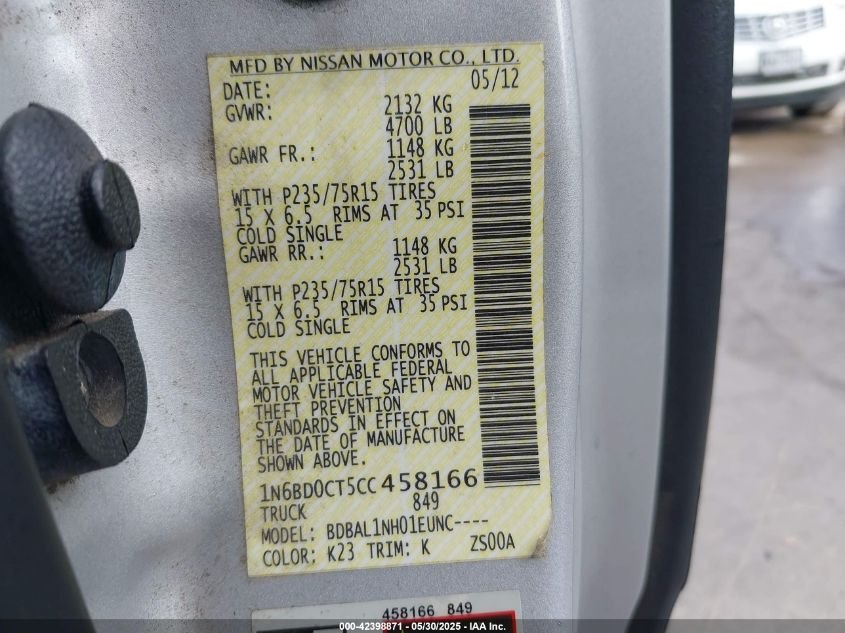 MFD BY NISSAN MOTOR CO., LTD.
DATE: 05/12
GVWR: 2132 KG
4700 LB
GAWR FR.: 1148 KG
2531 LB
WITH P235/75R15 TIRES
15 X 6.5 RIMS AT 35 PSI
COLD SINGLE
GAWR RR.: 1148 KG
2531 LB
WITH P235/75R15 TIRES
15 X 6.5 RIMS AT 35 PSI
COLD SINGLE
THIS VEHICLE CONFORMS TO
ALL APPLICABLE FEDERAL
MOTOR VEHICLE SAFETY AND
THEFT PREVENTION
STANDARDS IN EFFECT ON
THE DATE OF MANUFACTURE
SHOWN ABOVE.
1N6BD0CT5CC458166
TRUCK 849
MODEL: BDBAL1NH01EUNC----
COLOR: K23 TRIM: K ZS00A
458166 849
000-42398871 - 05/30/2025 - IAA Inc.